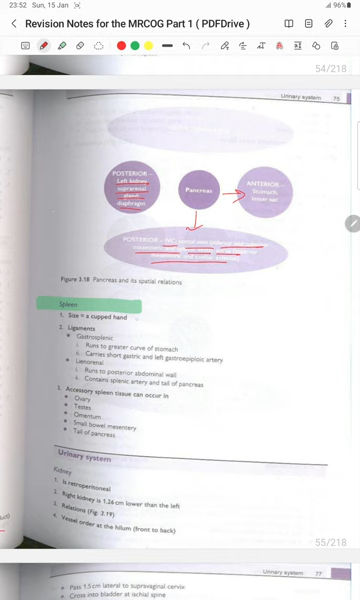 23:52 Sun, 15 Jan
96%
Revision Notes for the MRCOG Part 1 ( PDFDrive )
54/218
Urinary system 75
POSTERIOR –
Left kidney
suprarenal
gland
diaphragm
Pancreas
ANTERIOR –
Stomach,
lesser sac
POSTERIOR – IVC, portal vein
Figure 3.18 Pancreas and its spatial relations
Spleen
1. Size = a cupped hand
2. Ligaments
Gastrosplenic
i. Runs to greater curve of stomach
ii. Carries short gastric and left gastroepiploic artery
Lienorenal
i. Runs to posterior abdominal wall
ii. Contains splenic artery and tail of pancreas
3. Accessory spleen tissue can occur in
Ovary
Testes
Omentum
Small bowel mesentery
Tail of pancreas
Urinary system
Kidney
1. Is retroperitoneal
2. Right kidney is 1.26 cm lower than the left
3. Relations (Fig. 3.19)
4. Vessel order at the hilum (front to back)
55/218
Urinary system 77
Pass 1.5 cm lateral to supravaginal cervix
Cross into bladder at ischial spine